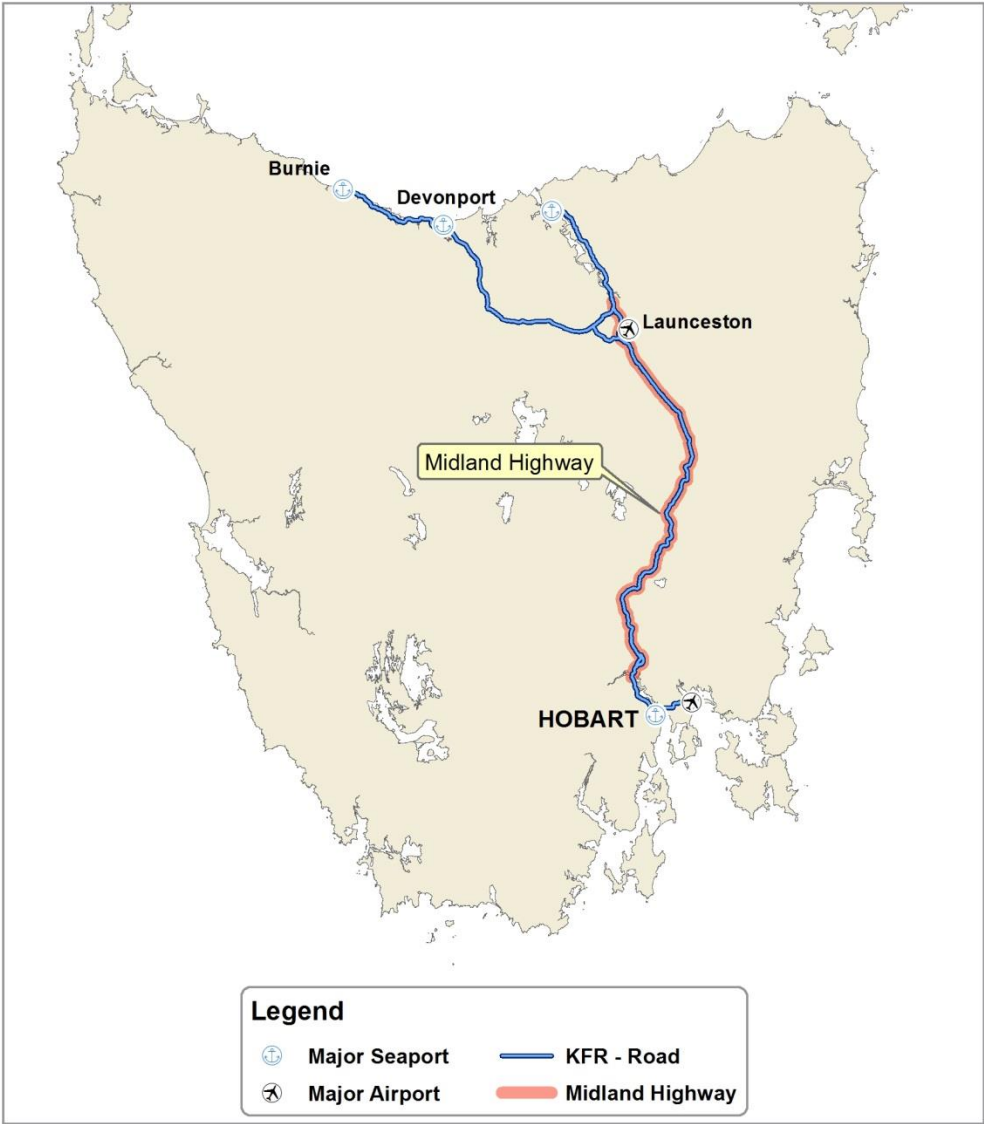 Burnie
Devonport
Launceston
Midland Highway
HOBART
Legend
Major Seaport
KFR - Road
Major Airport
Midland Highway